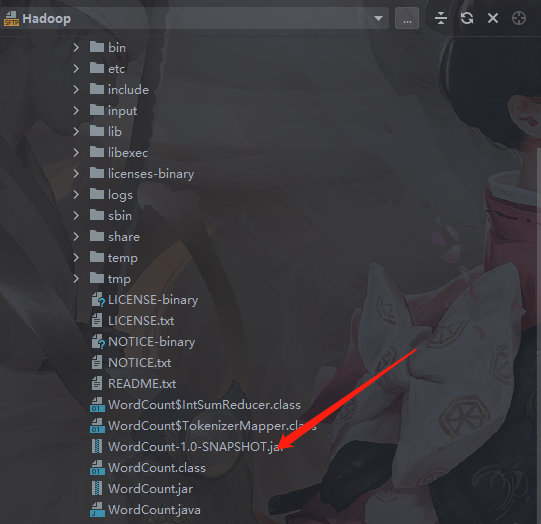 Hadoop
...
bin
etc
include
input
lib
libexec
licenses-binary
logs
sbin
share
temp
tmp
LICENSE-binary
LICENSE.txt
NOTICE-binary
NOTICE.txt
README.txt
WordCount$IntSumReducer.class
WordCount$TokenizerMapper.class
WordCount-1.0-SNAPSHOT.jar
WordCount.class
WordCount.jar
WordCount.java